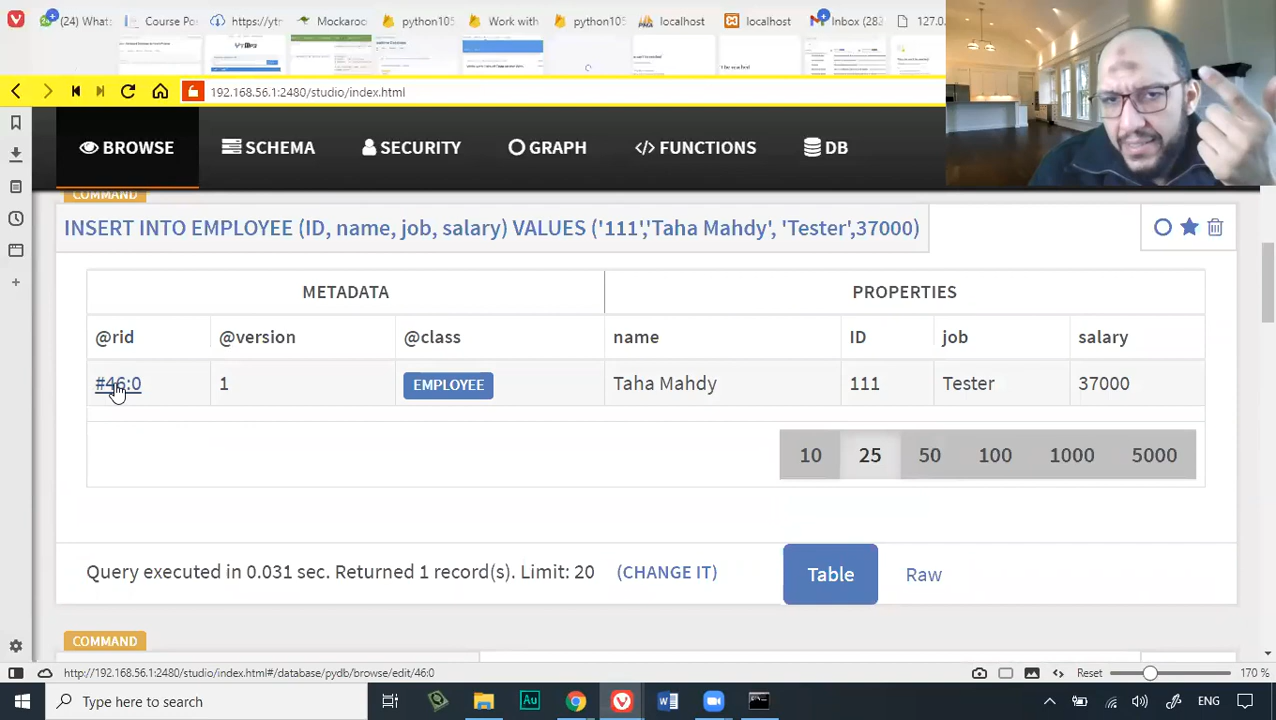 (24) What
Course Po
https://ytr
Mockaroo
python105
Work with
python105
localhost
localhost
Inbox (283
127.0.
192.168.56.1:2480/studio/index.html
BROWSE
SCHEMA
SECURITY
GRAPH
FUNCTIONS
DB
COMMAND
INSERT INTO EMPLOYEE (ID, name, job, salary) VALUES ('111','Taha Mahdy', 'Tester',37000)
METADATA PROPERTIES
@rid @version @class name ID job salary
#46:0 1 EMPLOYEE Taha Mahdy 111 Tester 37000
10 25 50 100 1000 5000
Query executed in 0.031 sec. Returned 1 record(s). Limit: 20 (CHANGE IT)
Table Raw
COMMAND
http://192.168.56.1:2480/studio/index.html#/database/pydb/browse/edit/46:0
Reset 170 %
Type here to search
Au
ENG